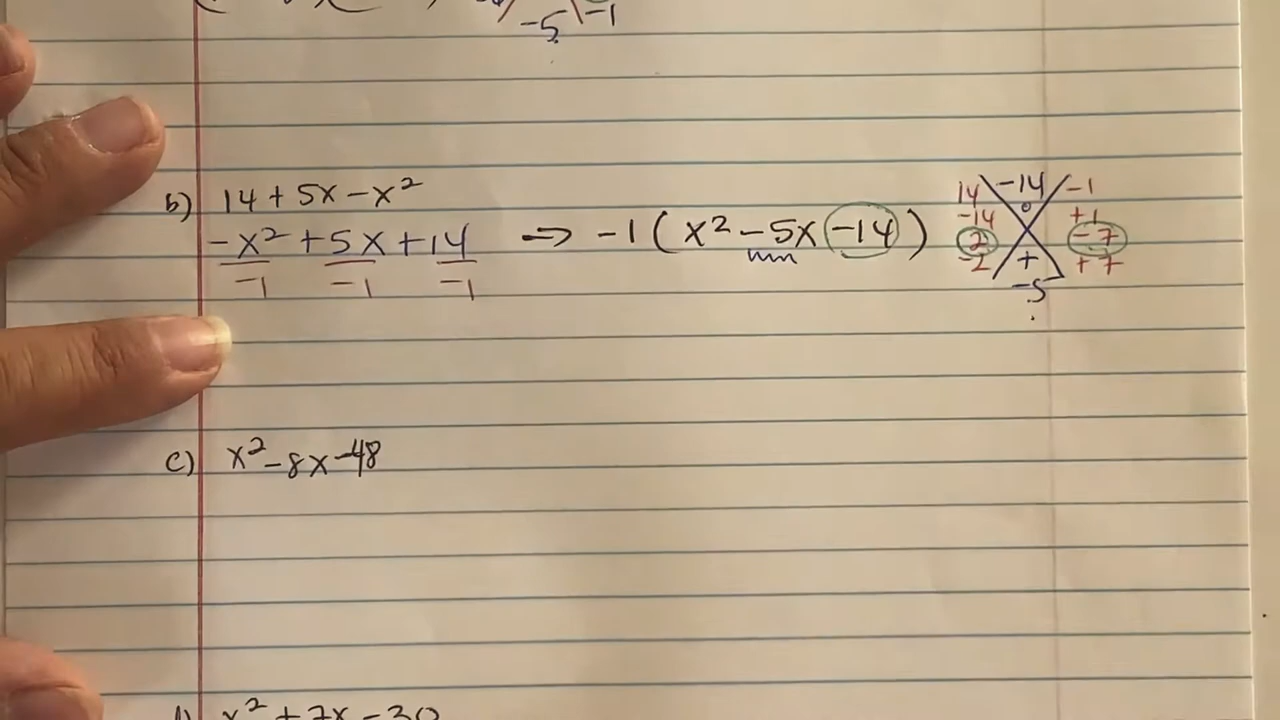 -5 -1
b) 14 + 5x - x²
-x² + 5x + 14 → -1 ( x² - 5x -14 )
-1 -1 -1
14 -14 -1
-14 +1
2 -7
-2 + +7
-5
c) x² - 8x -48
d) x² + 7x - 30